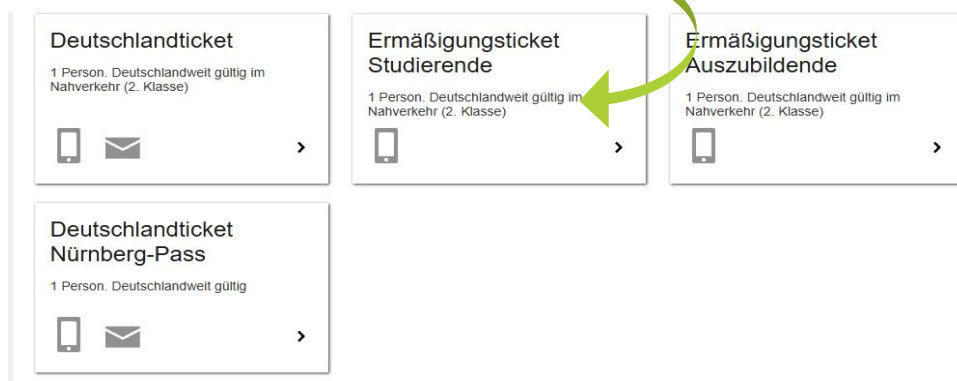 Deutschlandticket
1 Person. Deutschlandweit gültig im
Nahverkehr (2. Klasse)
Ermäßigungsticket
Studierende
1 Person. Deutschlandweit gültig im
Nahverkehr (2. Klasse)
Ermäßigungsticket
Auszubildende
1 Person. Deutschlandweit gültig im
Nahverkehr (2. Klasse)
Deutschlandticket
Nürnberg-Pass
1 Person. Deutschlandweit gültig